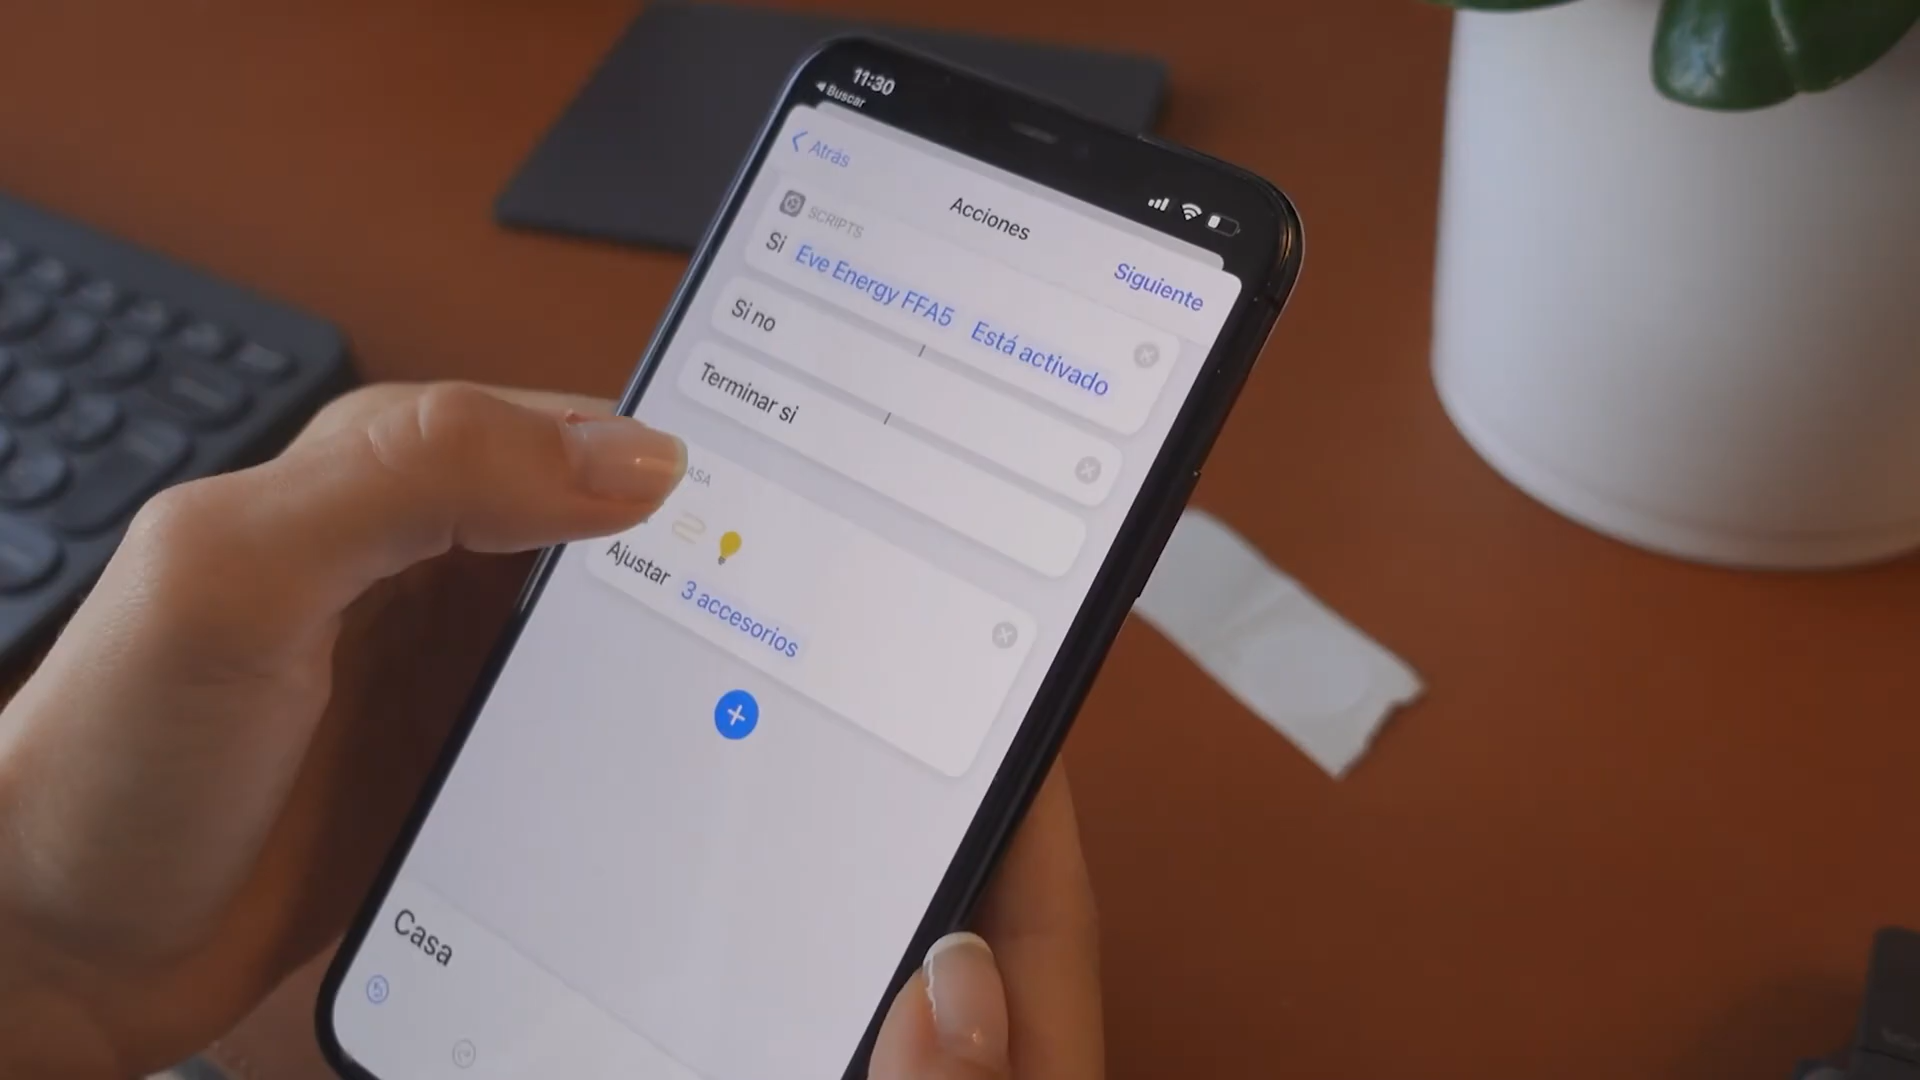 11:30
Buscar
Atrás
Acciones
Siguiente
SCRIPTS
Si Eve Energy FFA5 Está activado
Si no
Terminar si
ASA
Ajustar 3 accesorios
Casa